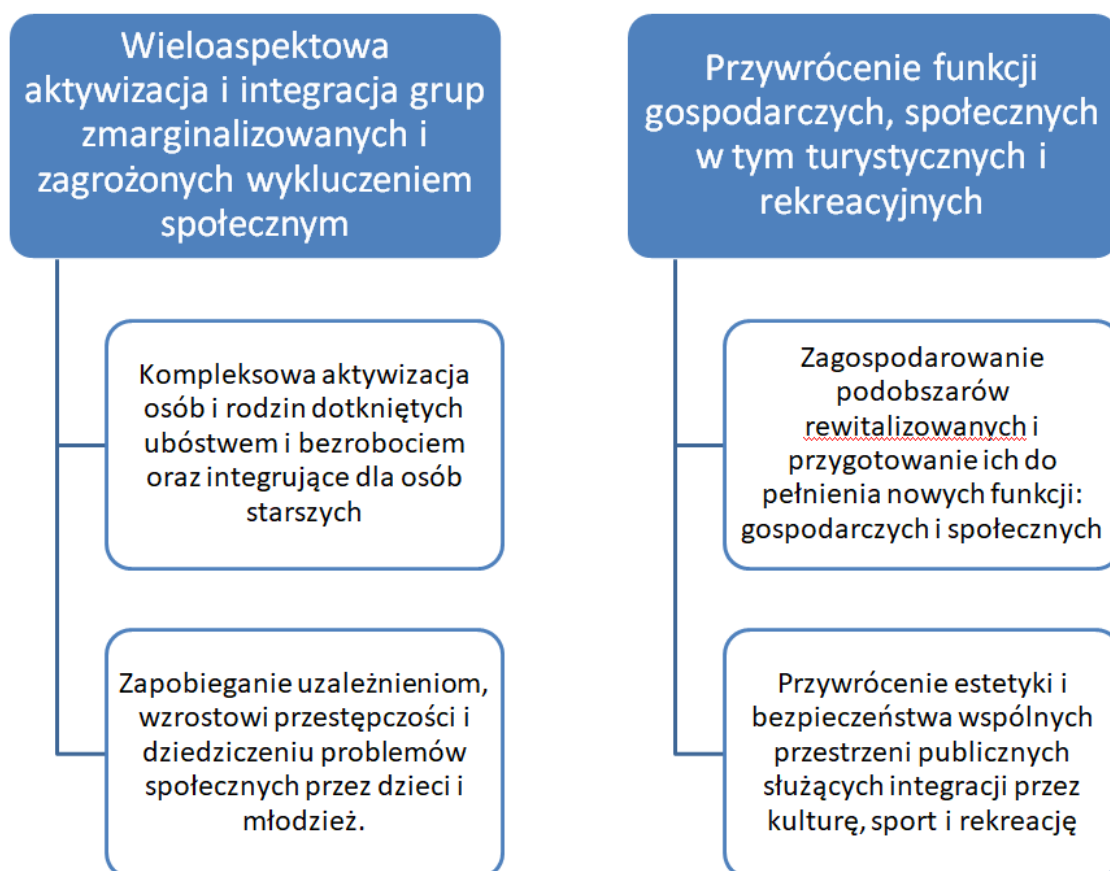 Wieloaspektowa
aktywizacja i integracja grup
zmarginalizowanych i
zagrożonych wykluczeniem
społecznym
Kompleksowa aktywizacja
osób i rodzin dotkniętych
ubóstwem i bezrobociem
oraz integrujące dla osób
starszych
Zapobieganie uzależnieniom,
wzrostowi przestępczości i
dziedziczeniu problemów
społecznych przez dzieci i
młodzież.
Przywrócenie funkcji
gospodarczych, społecznych
w tym turystycznych i
rekreacyjnych
Zagospodarowanie
podobszarów
rewitalizowanych i
przygotowanie ich do
pełnienia nowych funkcji:
gospodarczych i społecznych
Przywrócenie estetyki i
bezpieczeństwa wspólnych
przestrzeni publicznych
służących integracji przez
kulturę, sport i rekreację